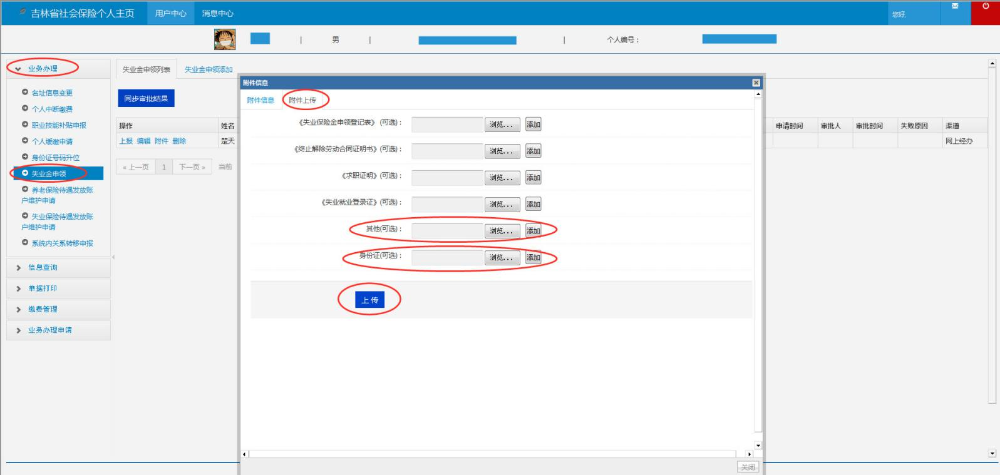 吉林省社会保险个人主页 用户中心 消息中心 您好,
| 男 | | 个人编号：
业务办理
名址信息变更
个人中断缴费
职业技能补贴申报
个人缓缴申请
身份证号码升位
失业金申领
养老保险待遇发放账
户维护申请
失业保险待遇发放账
户维护申请
系统内关系转移申报
信息查询
单据打印
缴费管理
业务办理申请
失业金申领列表 失业金申领添加
同步审批结果
操作 姓名 申请时间 审批人 审批时间 失败原因 渠道
上报 编辑 附件 删除 楚天 网上经办
« 上一页 1 下一页 » 当前
附件信息
附件信息 附件上传
《失业保险金申领登记表》 (可选)： 浏览... 添加
《终止解除劳动合同证明书》(可选)： 浏览... 添加
《求职证明》(可选)： 浏览... 添加
《失业就业登录证》(可选)： 浏览... 添加
其他(可选)： 浏览... 添加
身份证(可选)： 浏览... 添加
上 传
关闭